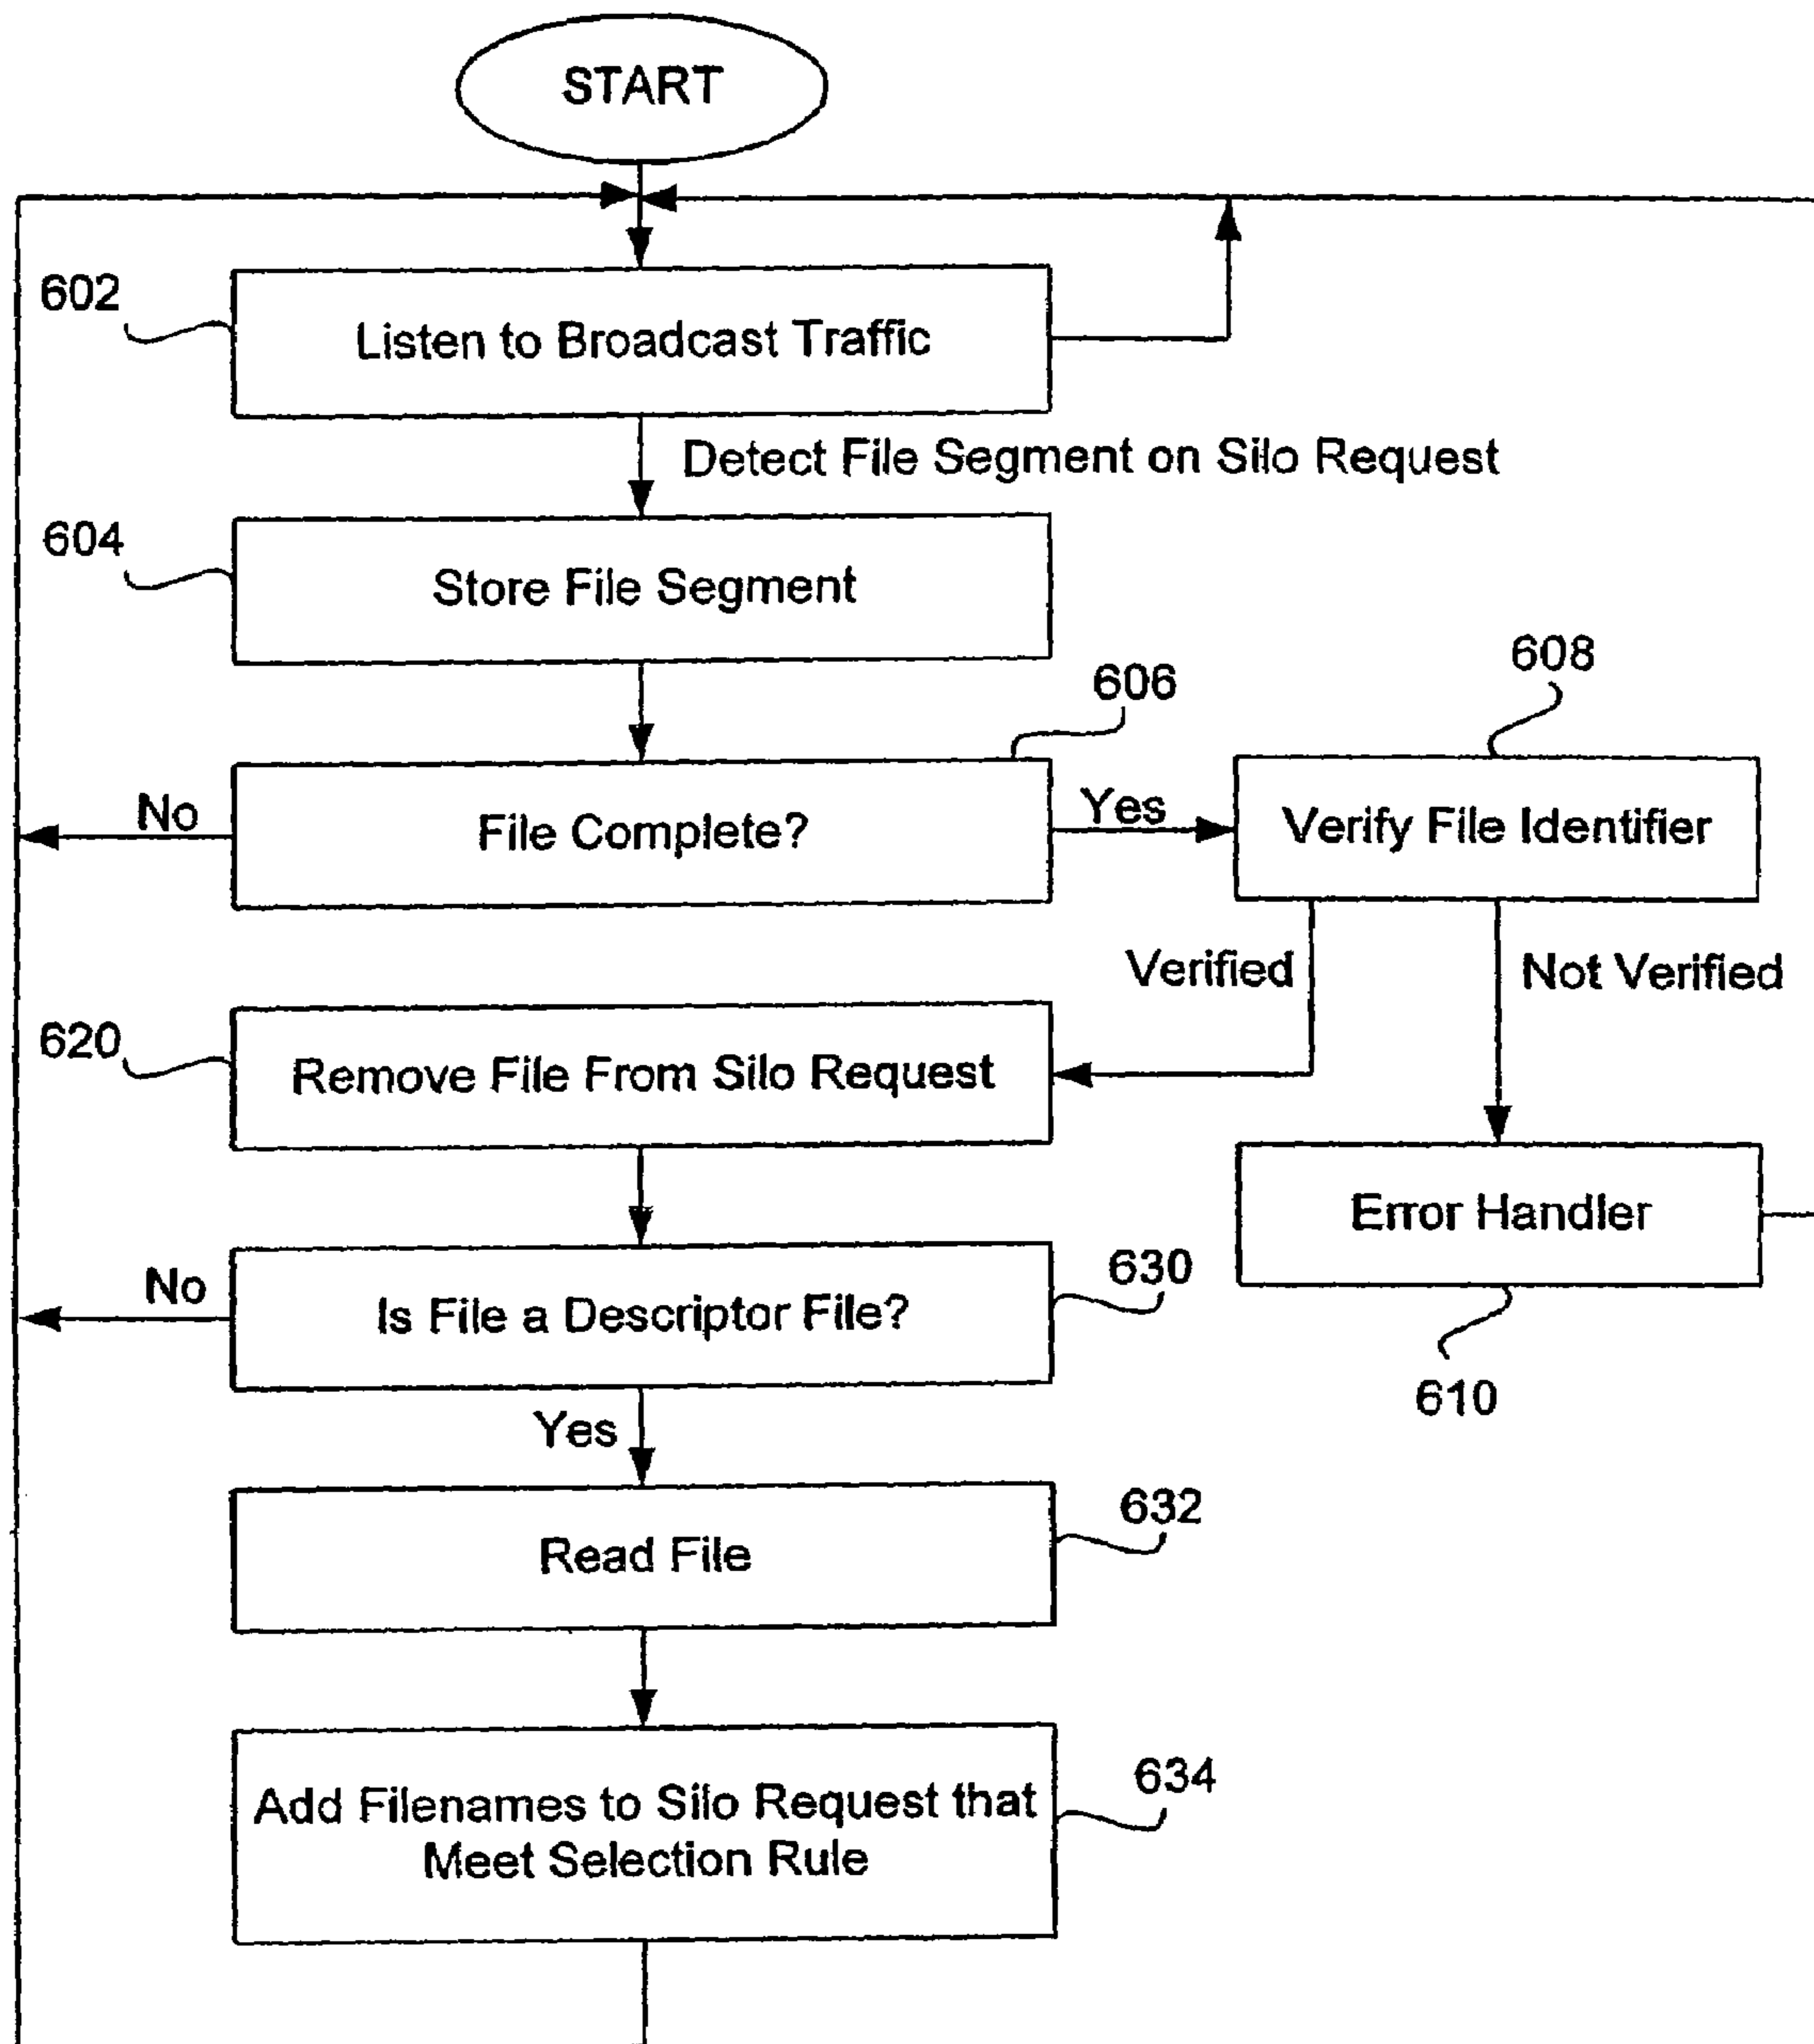 START
602
Listen to Broadcast Traffic
Detect File Segment on Silo Request
604
Store File Segment
606
608
No
File Complete?
Yes
Verify File Identifier
Verified
Not Verified
620
Remove File From Silo Request
Error Handler
610
No
Is File a Descriptor File?
630
Yes
632
Read File
634
Add Filenames to Silo Request that
Meet Selection Rule